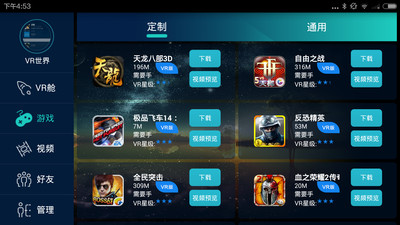 下午4:53
VR世界
VR舱
游戏
视频
好友
管理
定制
通用
天龙八部3D
196M
VR版
需要手
VR星级:
下载
视频预览
自由之战
315M
VR版
需要手
VR星级:
下载
视频预览
极品飞车14 :
7M
VR版
需要手
VR星级:
下载
视频预览
反恐精英
53M
VR版
需要手
VR星级:
下载
视频预览
全民突击
309M
VR版
需要手
VR星级:
下载
视频预览
血之荣耀2传奇
30M
VR版
需要手
VR星级:
下载
视频预览